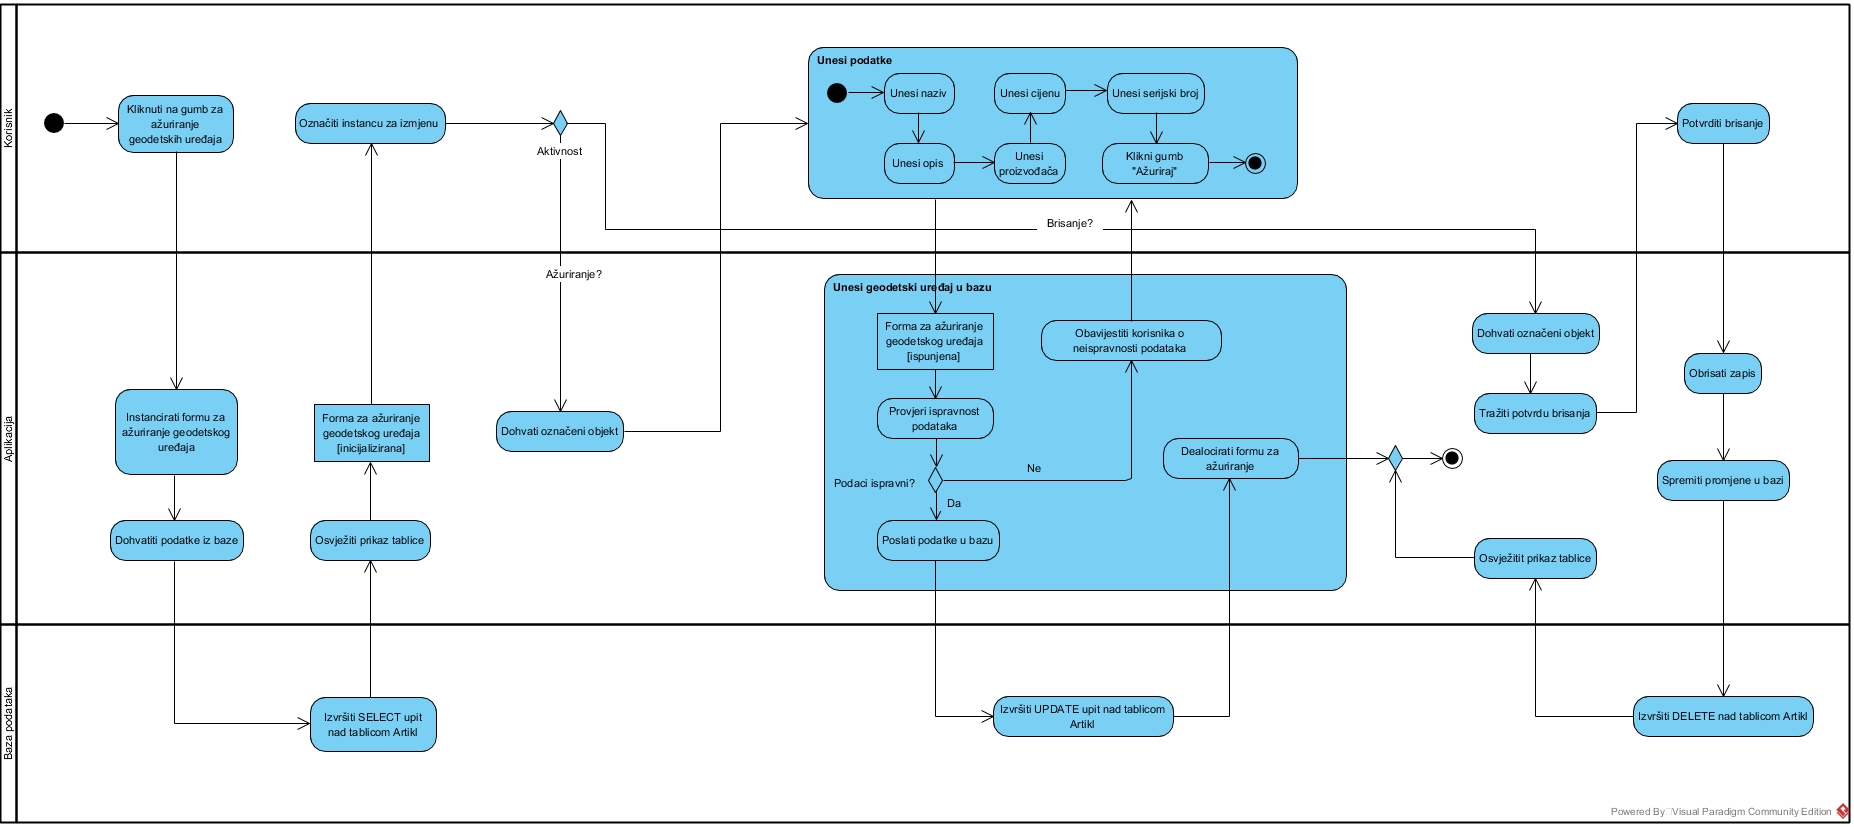 Korisnik
Kliknuti na gumb za
ažuriranje
geodetskih uređaja
Označiti instancu za izmjenu
Aktivnost
Unesi podatke
Unesi naziv
Unesi cijenu
Unesi serijski broj
Unesi opis
Unesi
proizvođača
Klikni gumb
"Ažuriraj"
Potvrditi brisanje
Brisanje?
Aplikacija
Ažuriranje?
Instancirati formu za
ažuriranje geodetskog
uređaja
Dohvatiti podatke iz baze
Forma za ažuriranje
geodetskog uređaja
[inicijalizirana]
Osvježiti prikaz tablice
Dohvati označeni objekt
Unesi geodetski uređaj u bazu
Forma za ažuriranje
geodetskog uređaja
[ispunjena]
Obavijestiti korisnika o
neispravnosti podataka
Provjeri ispravnost
podataka
Podaci ispravni?
Ne
Da
Poslati podatke u bazu
Dealocirati formu za
ažuriranje
Dohvati označeni objekt
Tražiti potvrdu brisanja
Obrisati zapis
Spremiti promjene u bazi
Osvježitit prikaz tablice
Baza podataka
Izvršiti SELECT upit
nad tablicom Artikl
Izvršiti UPDATE upit nad tablicom
Artikl
Izvršiti DELETE nad tablicom Artikl
Powered By Visual Paradigm Community Edition